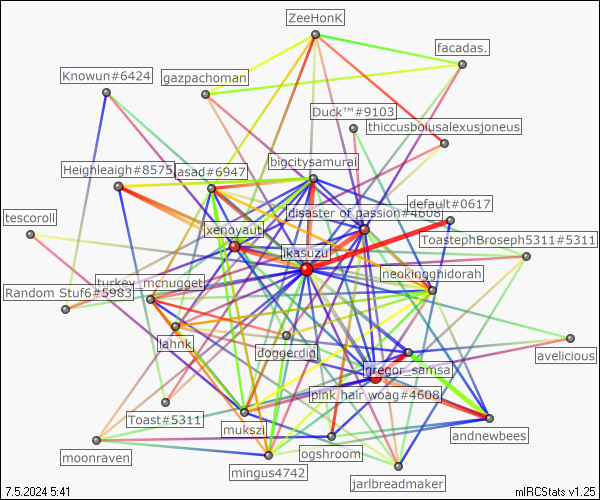 ZeeHonK
facadas.
Knowun#6424
gazpachoman
Duck™#9103
thiccusboiusalexusjoneus
bigcitysamurai
Heighleaigh#8575
asad#6947
default#0617
disaster of passion#4608
tescoroll
xenoyaut
ToastephBroseph5311#5311
ikasuzu
neokingghidorah
turkey_mcnugget
Random Stuf6#5983
lahnk
doggerdig
avelicious
gregor_samsa
pink hair woag#4608
Toast#5311
mukszi
andnewbees
ogshroom
moonraven
mingus4742
jarlbreadmaker
7.5.2024 5:41
mIRCStats v1.25